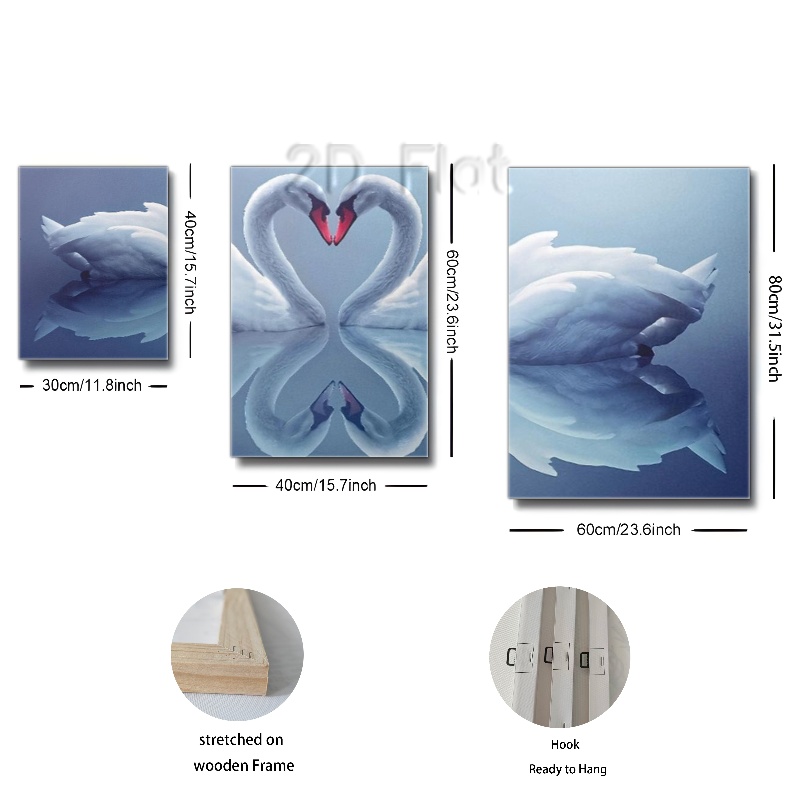 2D Flat
40cm/15.7inch
60cm/23.6inch
80cm/31.5inch
30cm/11.8inch
40cm/15.7inch
60cm/23.6inch
stretched on
wooden Frame
Hook
Ready to Hang